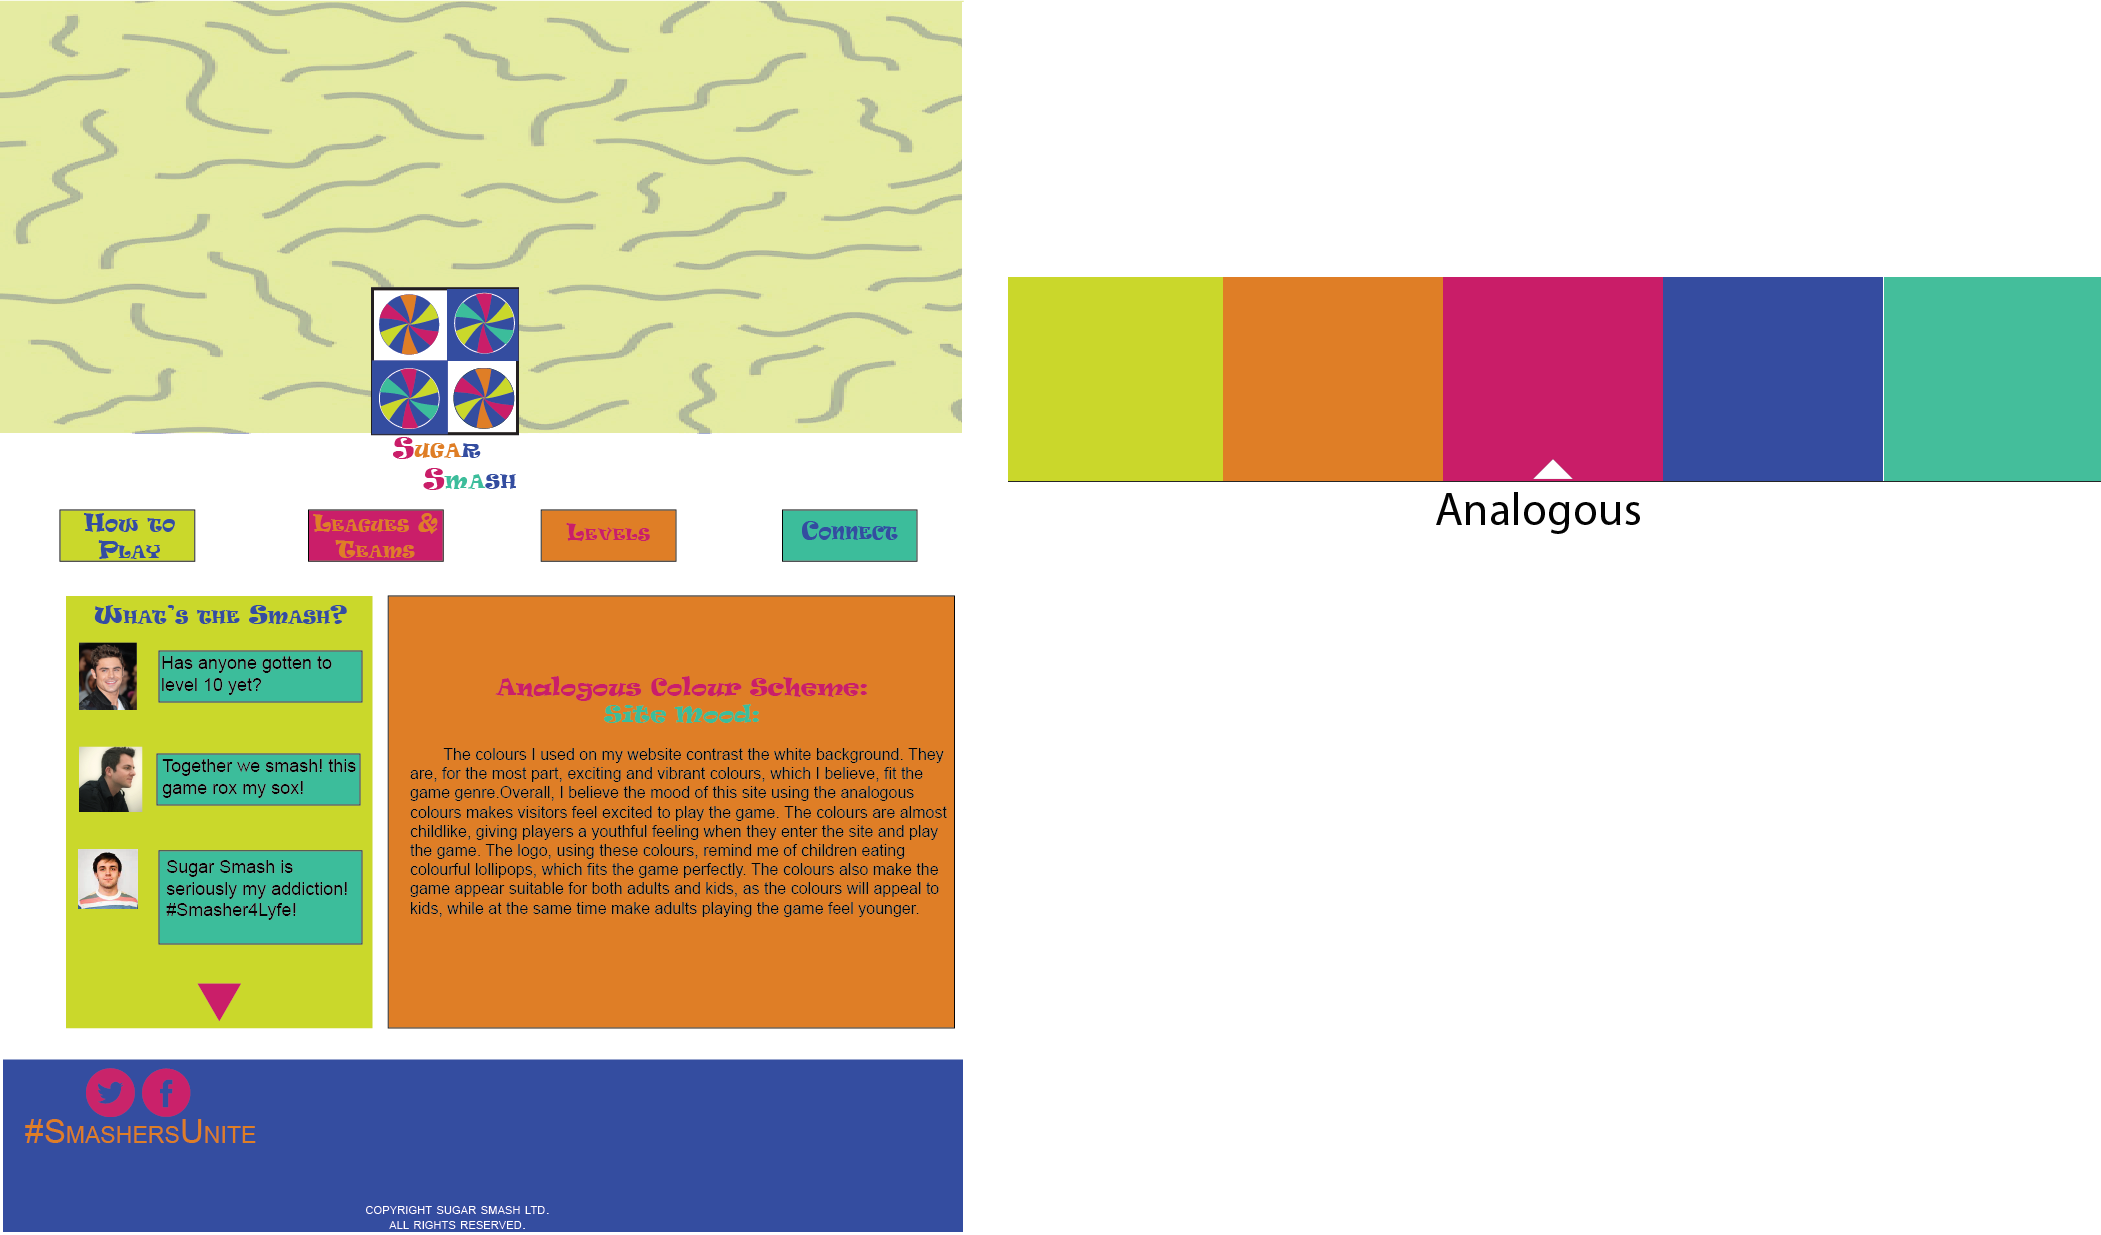 Sugar
Smash
How to
Play
Leagues &
Teams
Levels
Connect
What's the Smash?
Has anyone gotten to
level 10 yet?
Together we smash! this
game rox my sox!
Sugar Smash is
seriously my addiction!
#Smasher4Lyfe!
Analogous Colour Scheme:
Site Mood:
The colours I used on my website contrast the white background. They
are, for the most part, exciting and vibrant colours, which I believe, fit the
game genre.Overall, I believe the mood of this site using the analogous
colours makes visitors feel excited to play the game. The colours are almost
childlike, giving players a youthful feeling when they enter the site and play
the game. The logo, using these colours, remind me of children eating
colourful lollipops, which fits the game perfectly. The colours also make the
game appear suitable for both adults and kids, as the colours will appeal to
kids, while at the same time make adults playing the game feel younger.
#SmashersUnite
COPYRIGHT SUGAR SMASH LTD.
ALL RIGHTS RESERVED.
Analogous